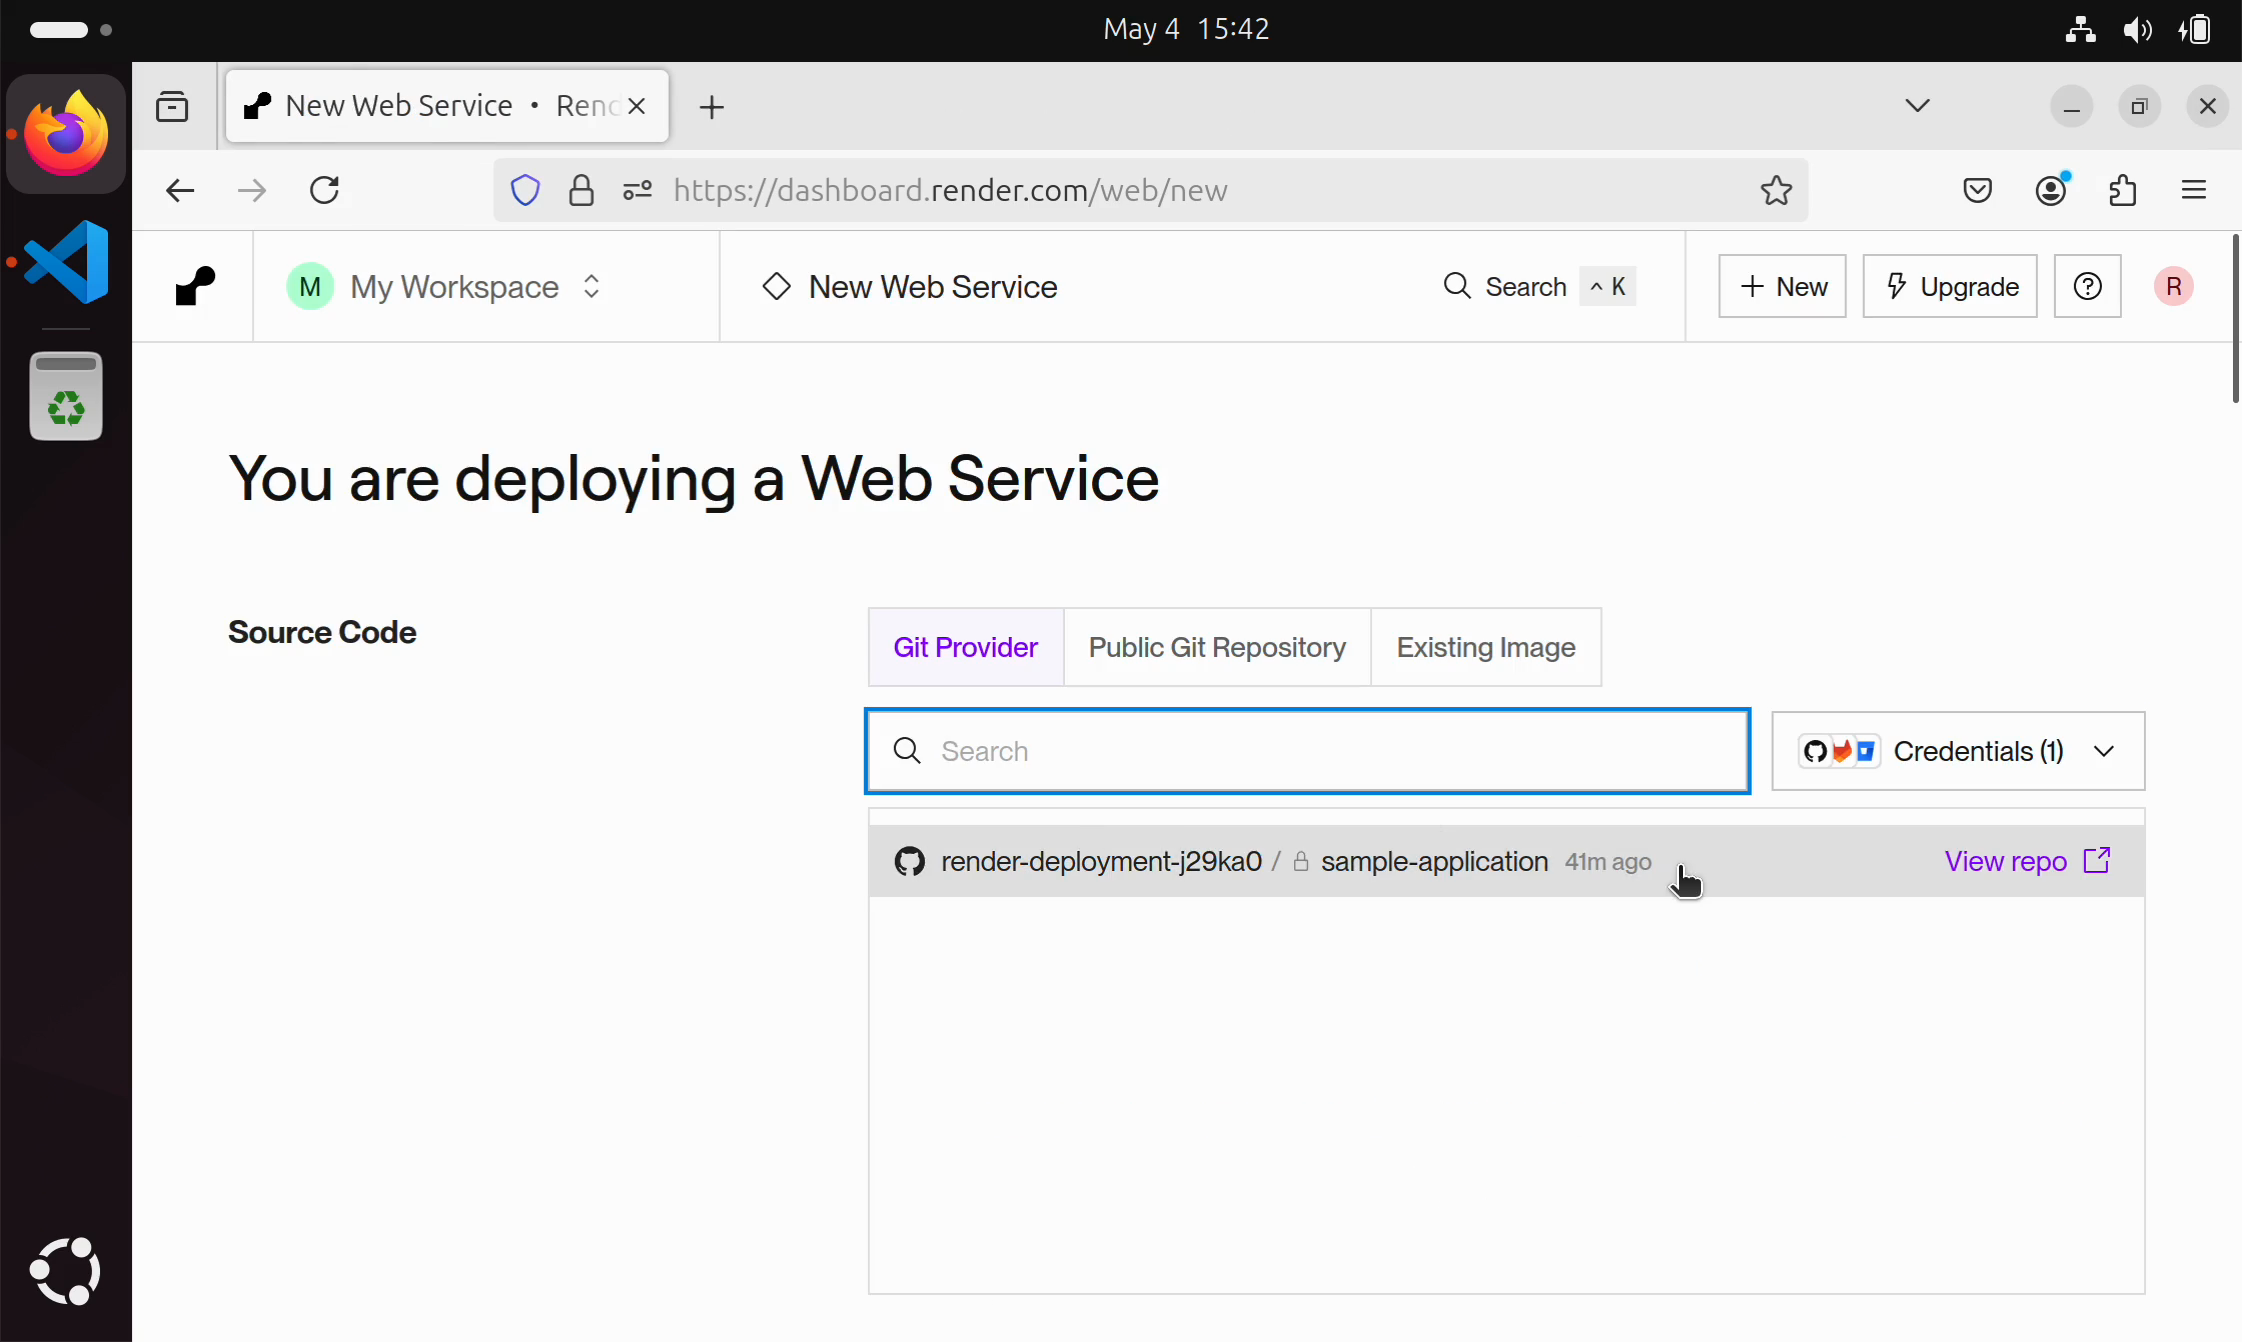 May 4 15:42
New Web Service • Rend
https://dashboard.render.com/web/new
M My Workspace
New Web Service
Search ^ K
+ New
Upgrade
R
You are deploying a Web Service
Source Code
Git Provider
Public Git Repository
Existing Image
Search
Credentials (1)
render-deployment-j29ka0 / sample-application 41m ago
View repo